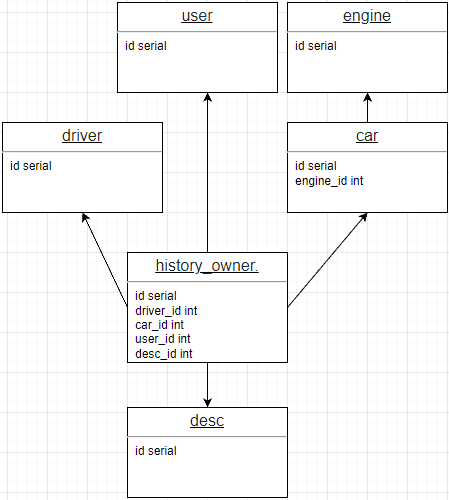 user
id serial
engine
id serial
driver
id serial
car
id serial
engine_id int
history_owner.
id serial
driver_id int
car_id int
user_id int
desc_id int
desc
id serial